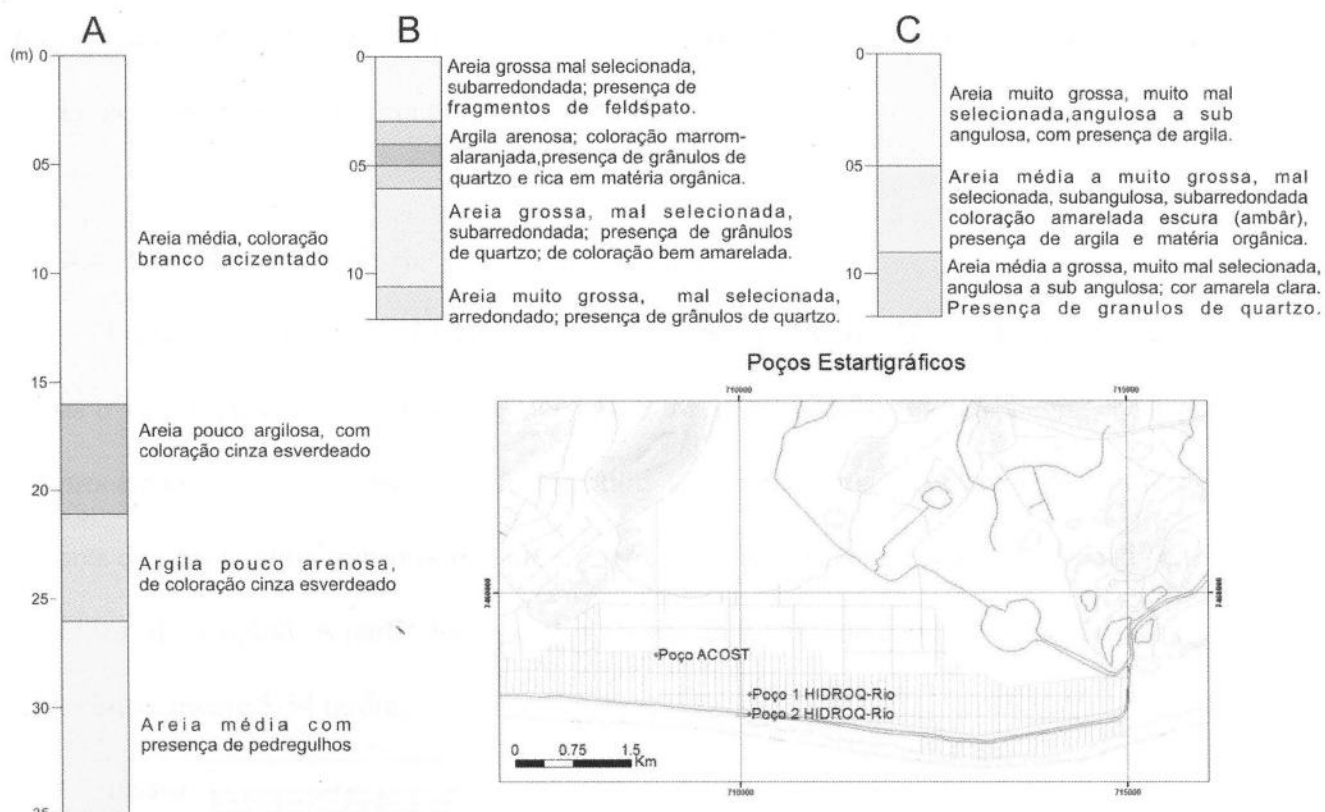 A
(m) 0
05
10
15
20
25
30
35
Areia média, coloração
branco acizentado
Areia pouco argilosa, com
coloração cinza esverdeado
Argila pouco arenosa,
de coloração cinza esverdeado
Areia média com
presença de pedregulhos
B
0
05
10
Areia grossa mal selecionada,
subarredondada; presença de
fragmentos de feldspato.
Argila arenosa; coloração marrom-
alaranjada,presença de grânulos de
quartzo e rica em matéria orgânica.
Areia grossa, mal selecionada,
subarredondada; presença de grânulos
de quartzo; de coloração bem amarelada.
Areia muito grossa, mal selecionada,
arredondado; presença de grânulos de quartzo.
C
0
05
10
Areia muito grossa, muito mal
selecionada,angulosa a sub
angulosa, com presença de argila.
Areia média a muito grossa, mal
selecionada, subangulosa, subarredondada
coloração amarelada escura (ambâr),
presença de argila e matéria orgânica.
Areia média a grossa, muito mal selecionada,
angulosa a sub angulosa; cor amarela clara.
Presença de granulos de quartzo.
Poços Estartigráficos
710000
715000
Poço ACOST
Poço 1 HIDROQ-Rio
Poço 2 HIDROQ-Rio
0 0.75 1.5
Km
710000
715000